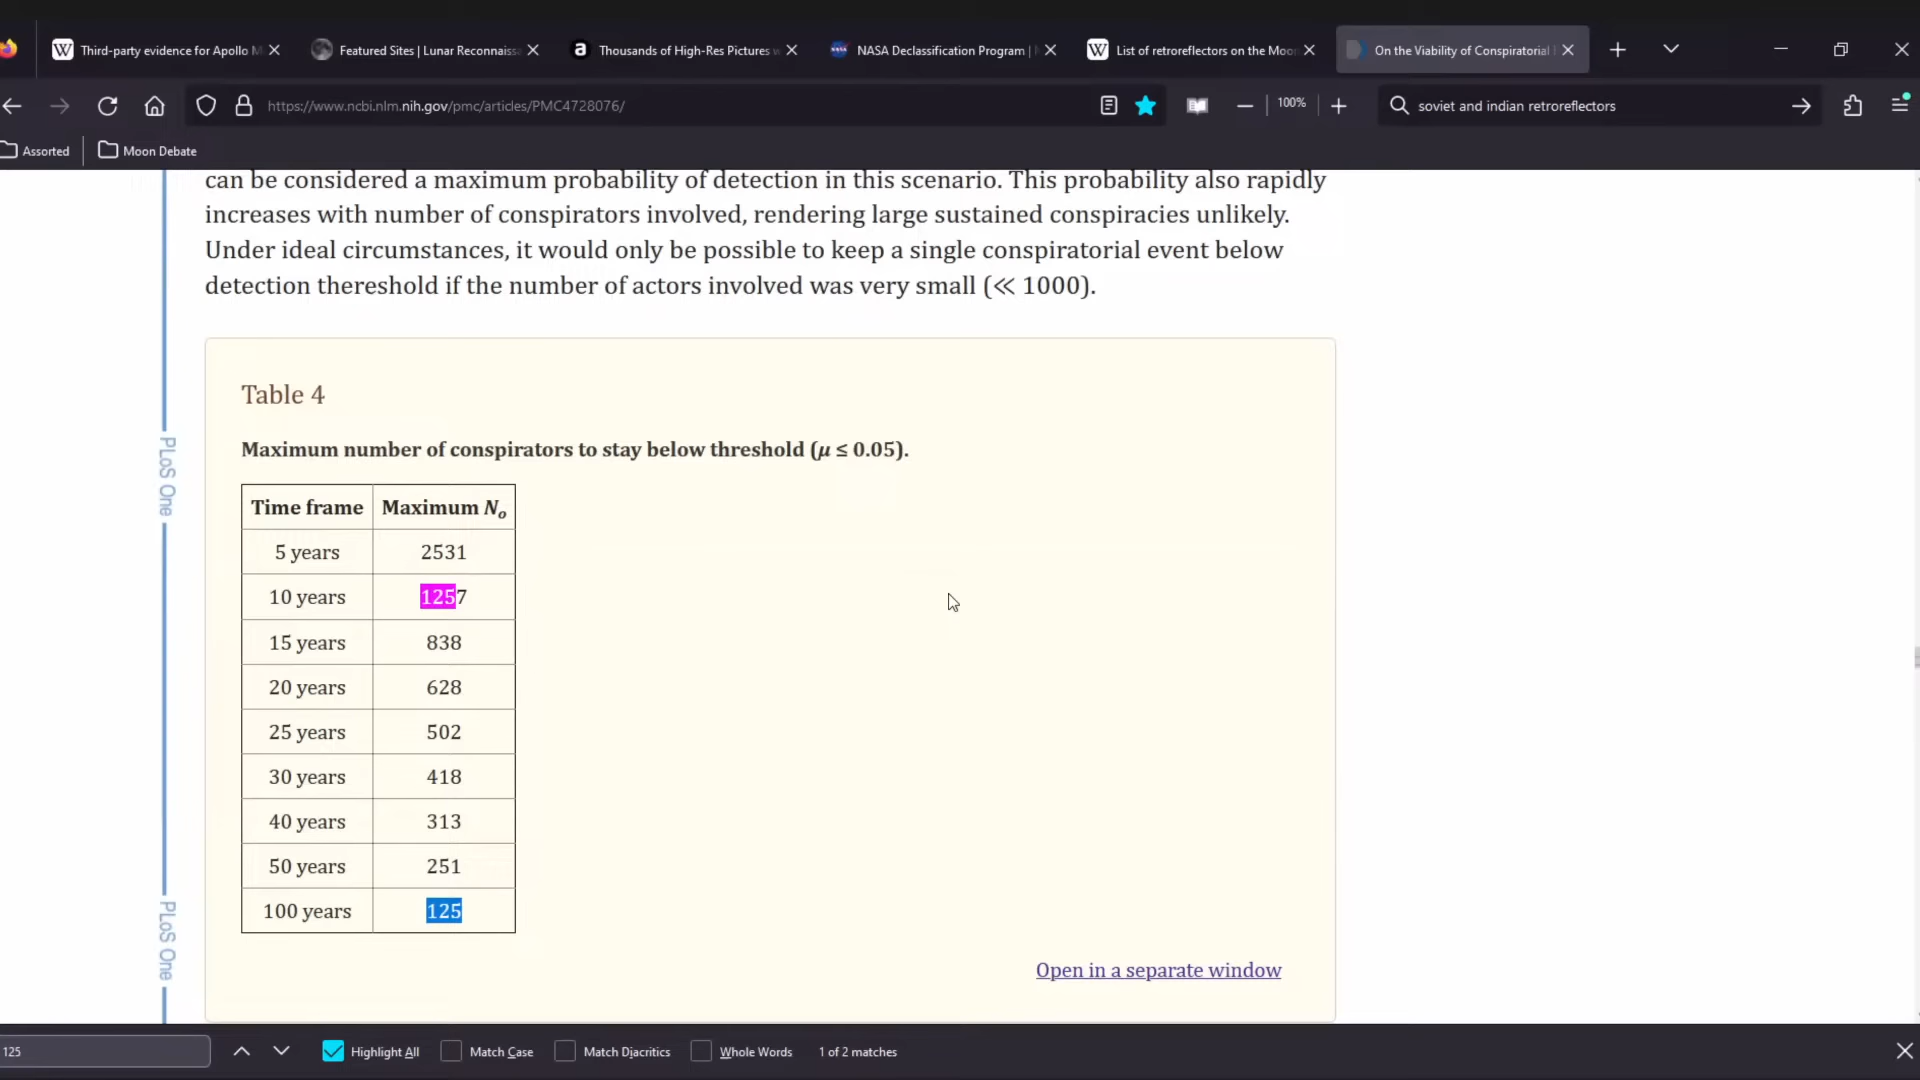 Third-party evidence for Apollo M
Featured Sites | Lunar Reconnaissa
Thousands of High-Res Pictures w
NASA Declassification Program |
List of retroreflectors on the Moon
On the Viability of Conspiratorial
https://www.ncbi.nlm.nih.gov/pmc/articles/PMC4728076/
100%
soviet and indian retroreflectors
Assorted
Moon Debate
can be considered a maximum probability of detection in this scenario. This probability also rapidly
increases with number of conspirators involved, rendering large sustained conspiracies unlikely.
Under ideal circumstances, it would only be possible to keep a single conspiratorial event below
detection thereshold if the number of actors involved was very small (≪ 1000).
PLoS One
PLoS One
Table 4
Maximum number of conspirators to stay below threshold (μ ≤ 0.05).
Time frame Maximum Nₒ
5 years 2531
10 years 1257
15 years 838
20 years 628
25 years 502
30 years 418
40 years 313
50 years 251
100 years 125
Open in a separate window
125
Highlight All
Match Case
Match Diacritics
Whole Words
1 of 2 matches